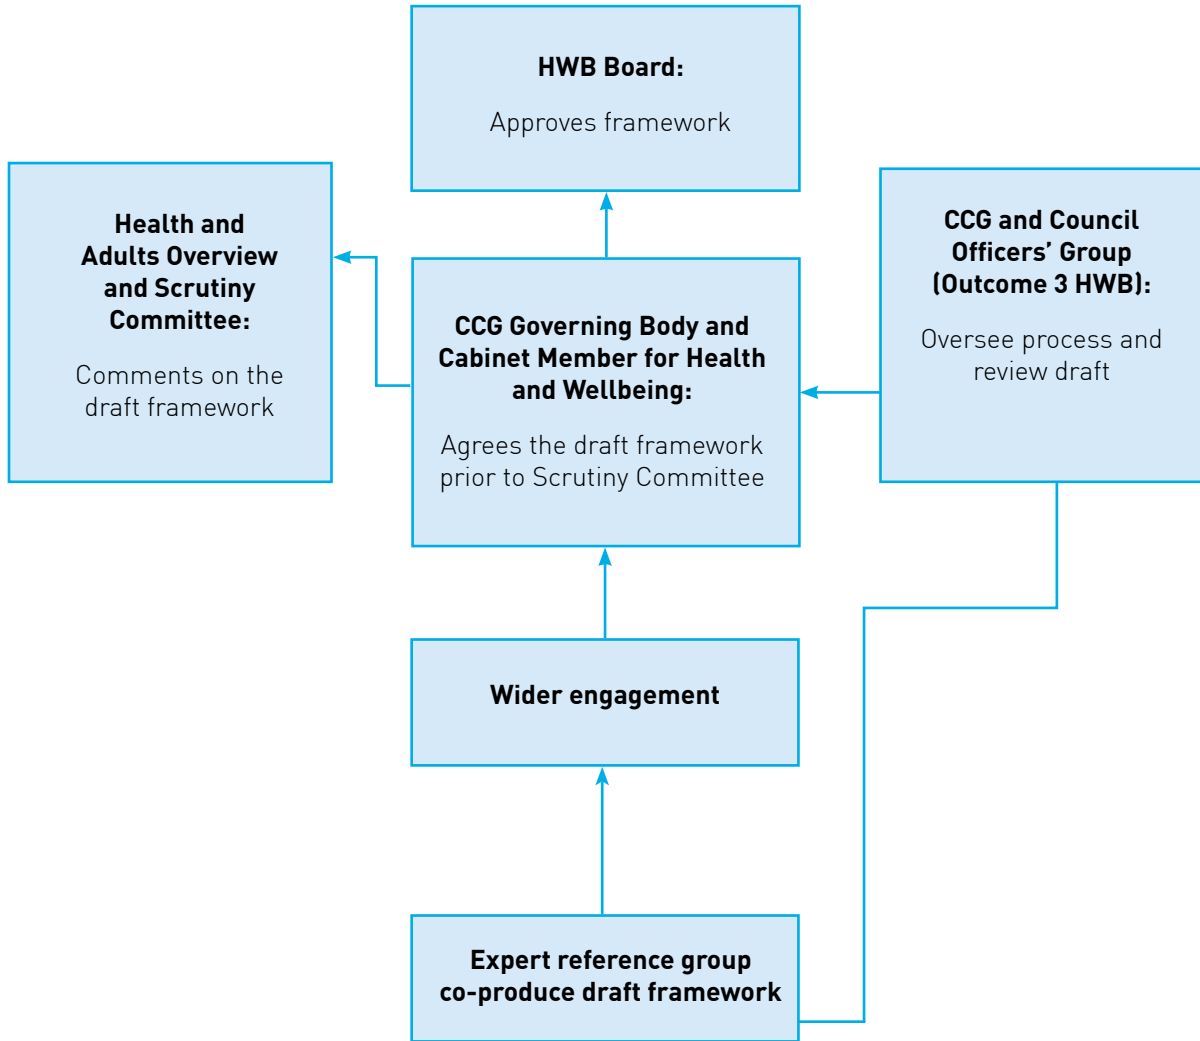 HWB Board:
Approves framework
Health and
Adults Overview
and Scrutiny
Committee:
Comments on the
draft framework
CCG Governing Body and
Cabinet Member for Health
and Wellbeing:
Agrees the draft framework
prior to Scrutiny Committee
CCG and Council
Officers’ Group
(Outcome 3 HWB):
Oversee process and
review draft
Wider engagement
Expert reference group
co-produce draft framework